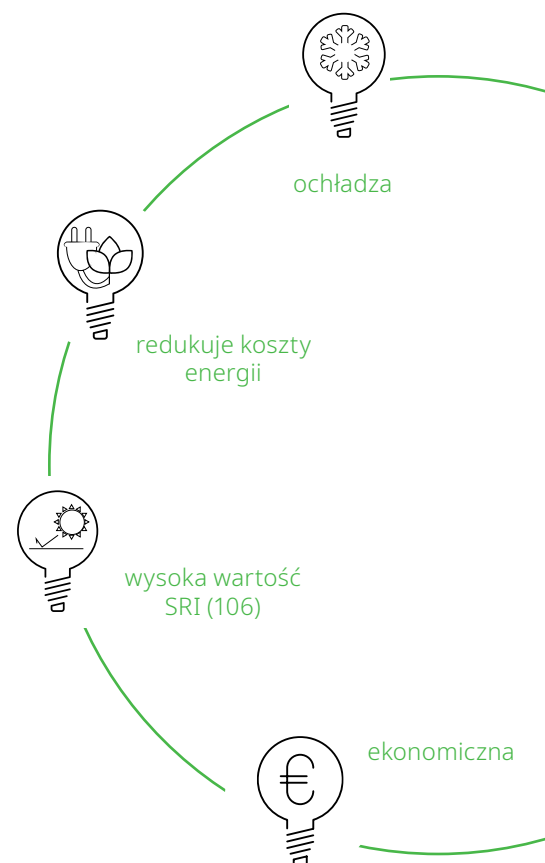 ochładza
redukuje koszty
energii
wysoka wartość
SRI (106)
ekonomiczna
€